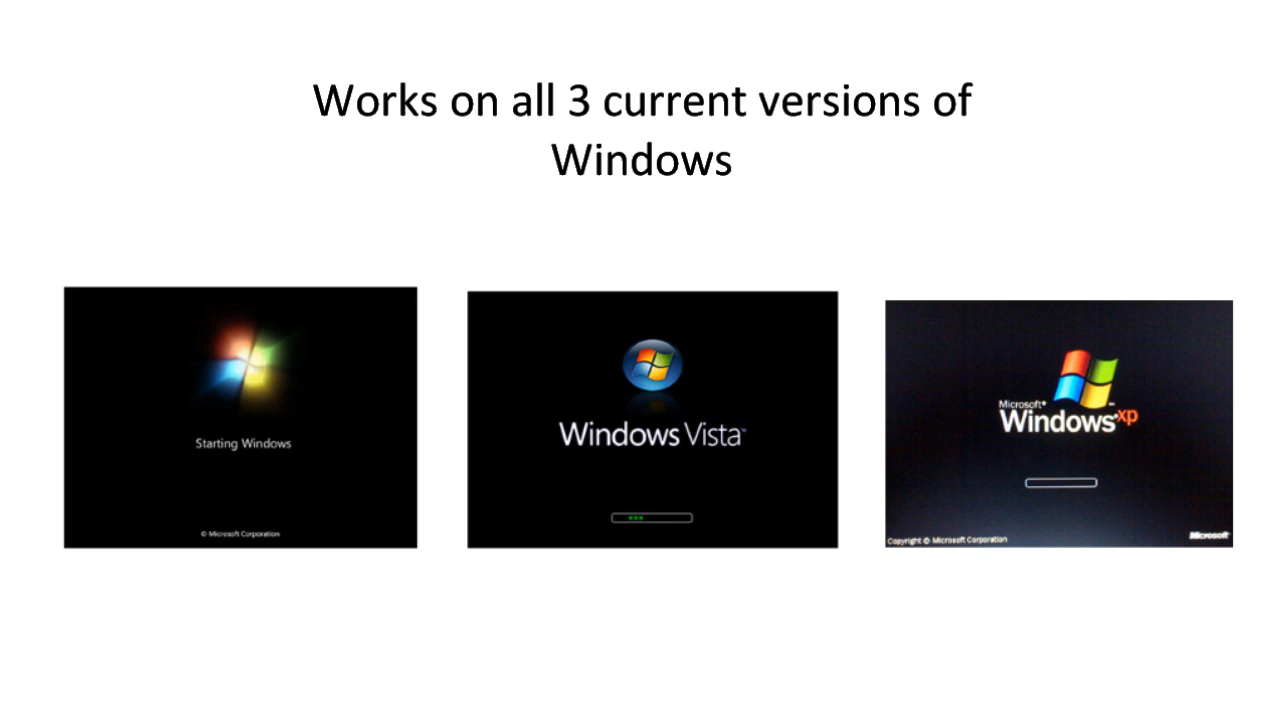 Works on all 3 current versions of
Windows
Starting Windows
© Microsoft Corporation
Windows Vista™
Microsoft®
Windows xp
Copyright © Microsoft Corporation
Microsoft